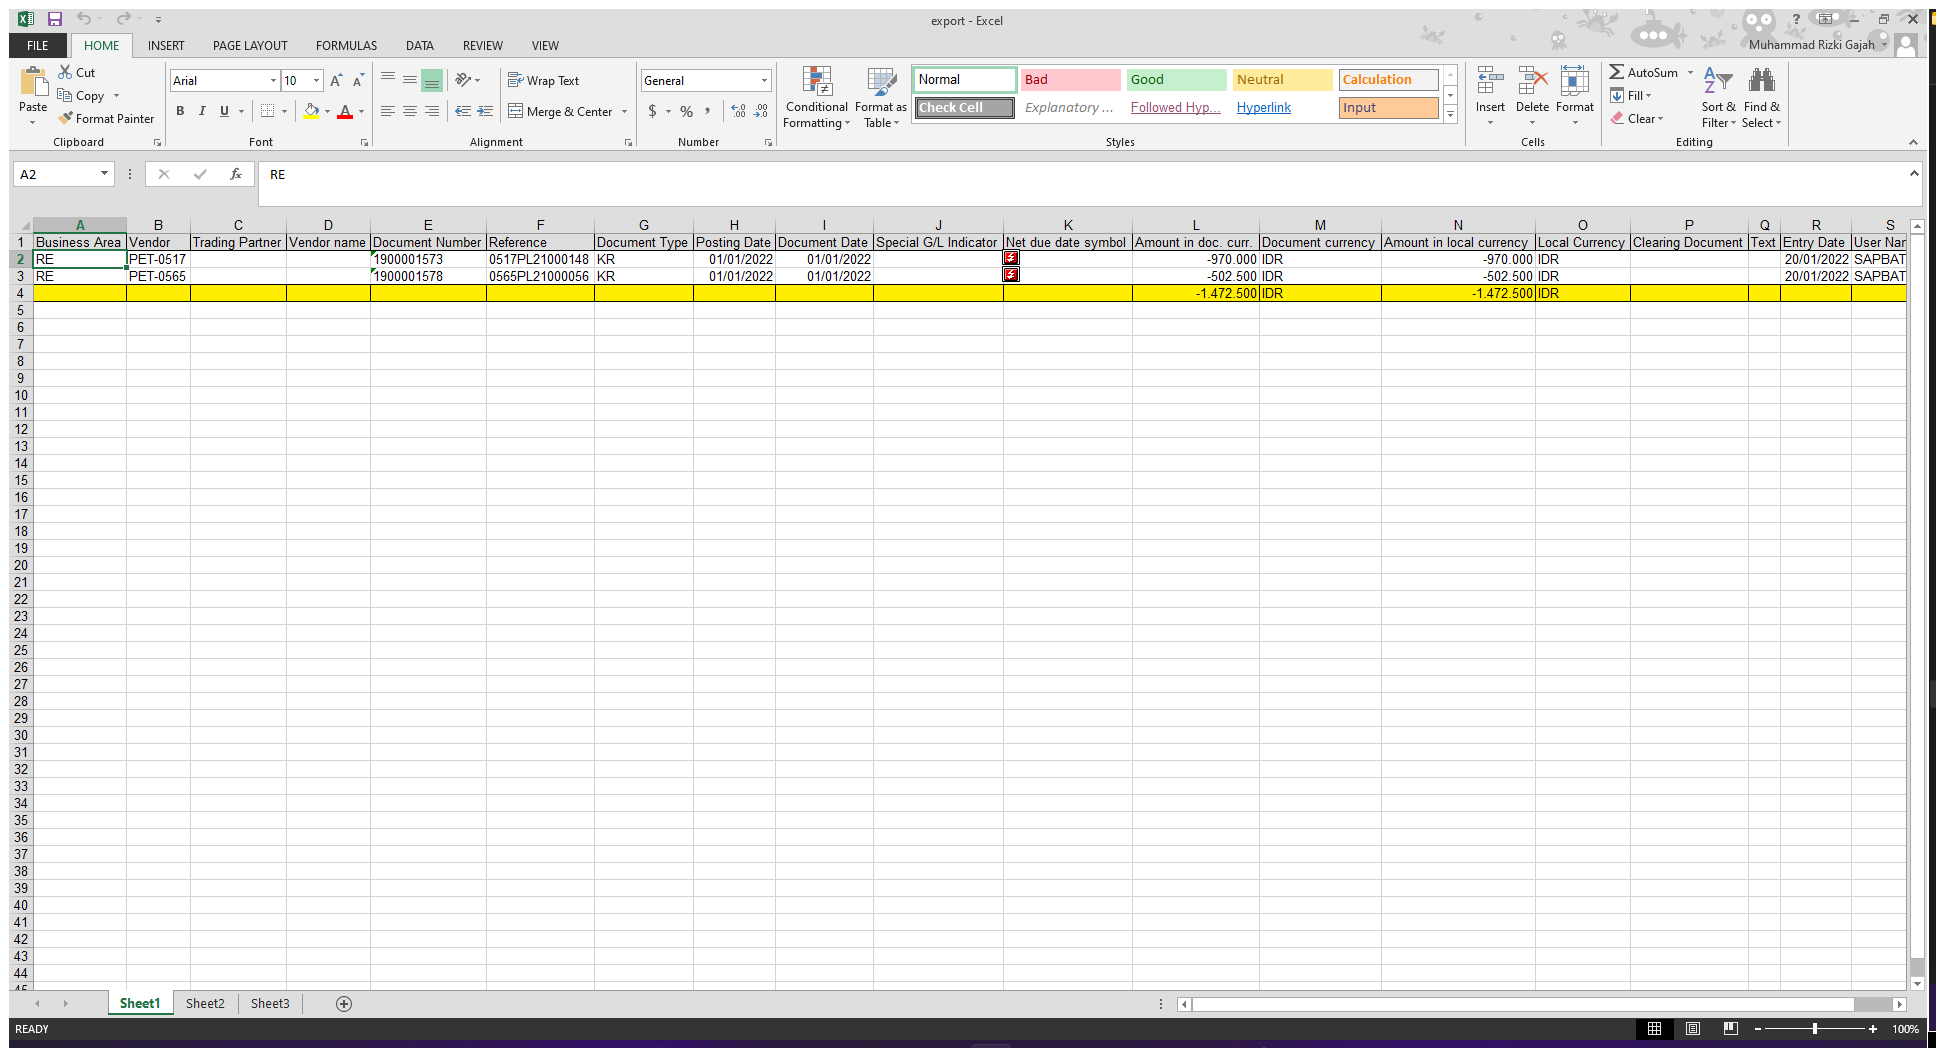 export - Excel
?
FILE HOME INSERT PAGE LAYOUT FORMULAS DATA REVIEW VIEW
Muhammad Rizki Gajah
Paste
Cut
Copy
Format Painter
Clipboard
Arial 10
B I U
Font
Wrap Text
Merge & Center
Alignment
General
$ % ,
Number
Conditional Formatting
Format as Table
Normal Bad Good Neutral Calculation
Check Cell Explanatory ... Followed Hyp... Hyperlink Input
Styles
Insert Delete Format
Cells
AutoSum
Fill
Clear
Sort & Filter
Find & Select
Editing
A2 fx RE
A B C D E F G H I J K L M N O P Q R S
1 Business Area Vendor Trading Partner Vendor name Document Number Reference Document Type Posting Date Document Date Special G/L Indicator Net due date symbol Amount in doc. curr. Document currency Amount in local currency Local Currency Clearing Document Text Entry Date User Nar
2 RE PET-0517 1900001573 0517PL21000148 KR 01/01/2022 01/01/2022 -970.000 IDR -970.000 IDR 20/01/2022 SAPBAT
3 RE PET-0565 1900001578 0565PL21000056 KR 01/01/2022 01/01/2022 -502.500 IDR -502.500 IDR 20/01/2022 SAPBAT
4 -1.472.500 IDR -1.472.500 IDR
5
6
7
8
9
10
11
12
13
14
15
16
17
18
19
20
21
22
23
24
25
26
27
28
29
30
31
32
33
34
35
36
37
38
39
40
41
42
43
44
45
Sheet1 Sheet2 Sheet3
READY
100%